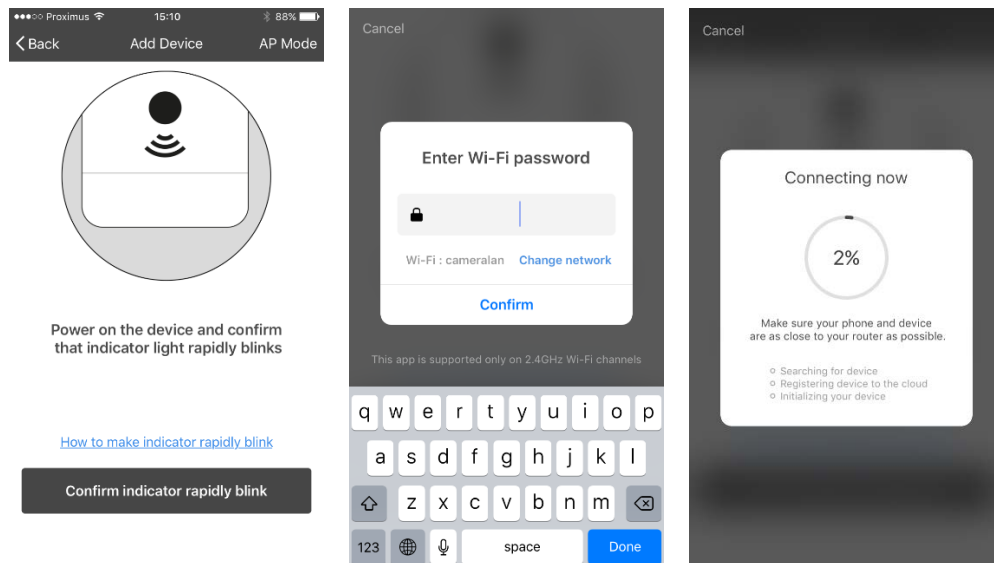 Proximus 15:10 88%
Back Add Device AP Mode
Power on the device and confirm
that indicator light rapidly blinks
How to make indicator rapidly blink
Confirm indicator rapidly blink
Cancel
Enter Wi-Fi password
Wi-Fi : cameralan Change network
Confirm
This app is supported only on 2.4GHz Wi-Fi channels
q w e r t y u i o p
a s d f g h j k l
z x c v b n m
123 space Done
Cancel
Connecting now
2%
Make sure your phone and device
are as close to your router as possible.
Searching for device
Registering device to the cloud
Initializing your device